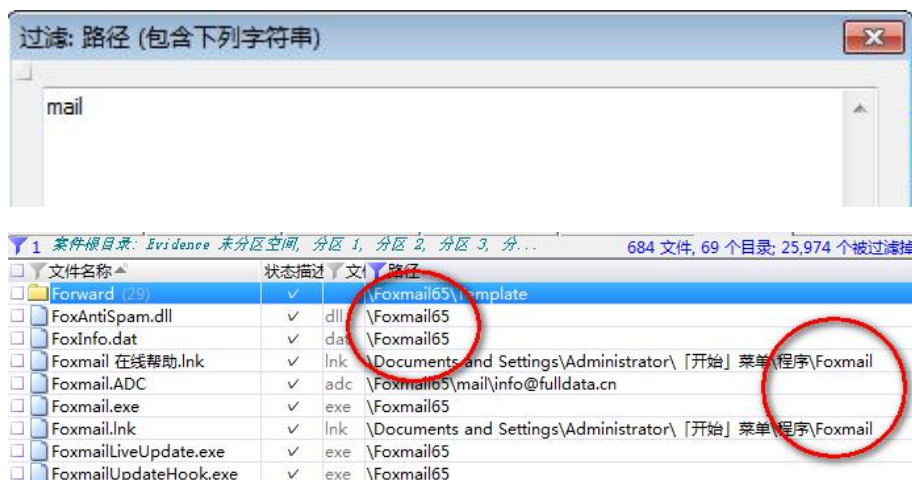 过滤: 路径 (包含下列字符串)
mail
1 案件根目录: Evidence 未分区空间, 分区 1, 分区 2, 分区 3, 分... 684 文件, 69 个目录; 25,974 个被过滤掉
文件名称 状态描述 文件 路径
Forward (29) \Foxmail65\Template
FoxAntiSpam.dll dll \Foxmail65
FoxInfo.dat dat \Foxmail65
Foxmail 在线帮助.lnk lnk \Documents and Settings\Administrator\「开始」菜单\程序\Foxmail
Foxmail.ADC adc \Foxmail65\mail\info@fulldata.cn
Foxmail.exe exe \Foxmail65
Foxmail.lnk lnk \Documents and Settings\Administrator\「开始」菜单\程序\Foxmail
FoxmailLiveUpdate.exe exe \Foxmail65
FoxmailUpdateHook.exe exe \Foxmail65